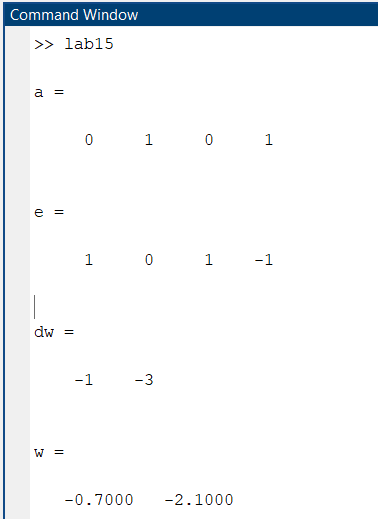 Command Window
>> lab15
a =
0 1 0 1
e =
1 0 1 -1
dw =
-1 -3
w =
-0.7000 -2.1000